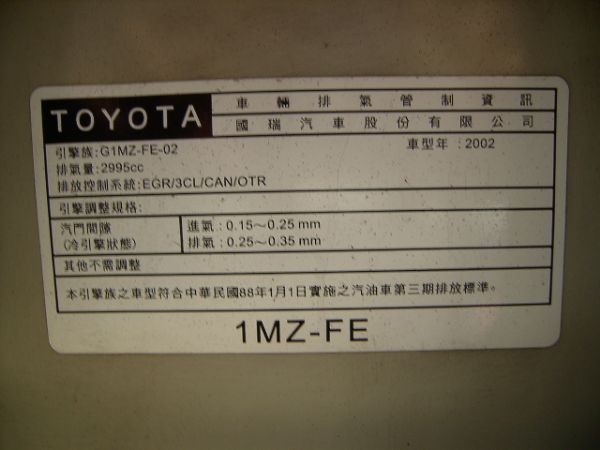 TOYOTA
車輛排氣管制資訊
國瑞汽車股份有限公司
引擎族:G1MZ-FE-02
車型年:2002
排氣量:2995cc
排放控制系統:EGR/3CL/CAN/OTR
引擎調整規格:
汽門間隙
(冷引擎狀態)
進氣:0.15～0.25 mm
排氣:0.25～0.35 mm
其他不需調整
本引擎族之車型符合中華民國88年1月1日實施之汽油車第三期排放標準。
1MZ-FE